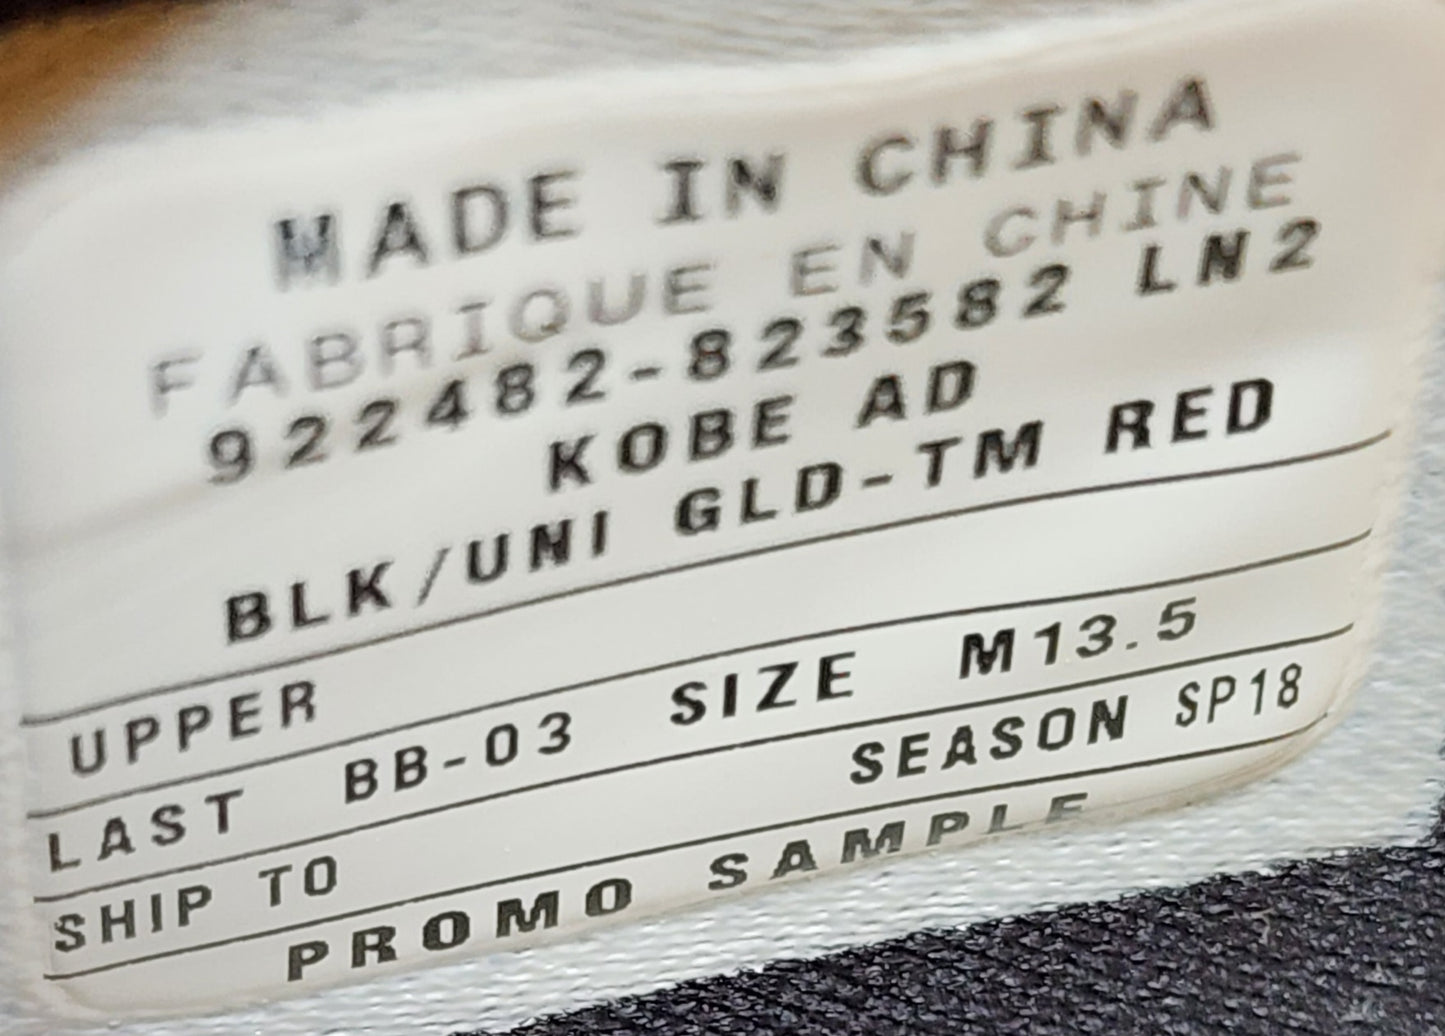 MADE IN CHINA
FABRIQUE EN CHINE
922482-823582 LN2
KOBE AD
BLK/UNI GLD-TM RED
UPPER
LAST BB-03 SIZE M13.5
SHIP TO SEASON SP18
PROMO SAMPLE